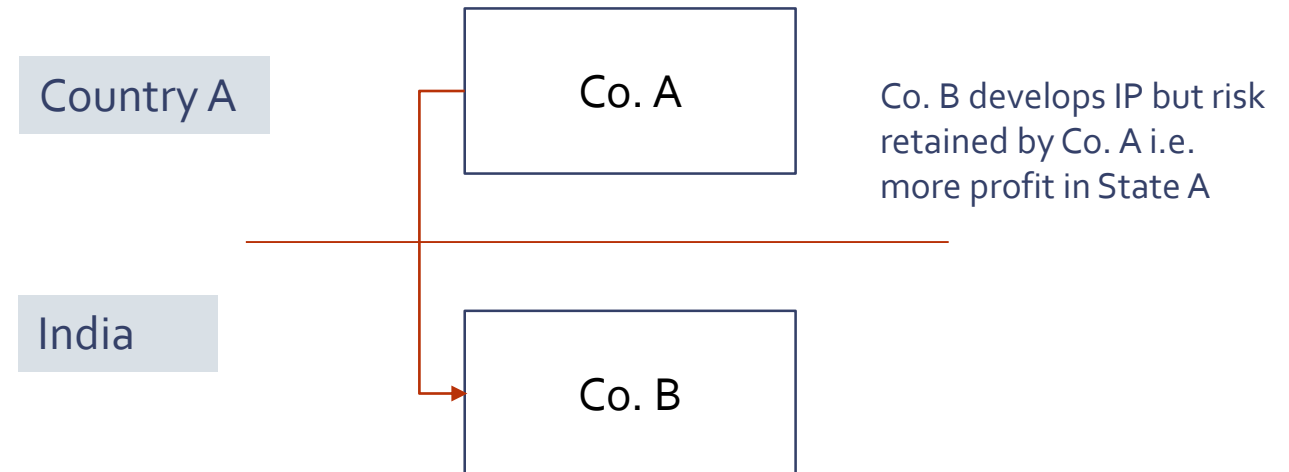 Country A
Co. A
Co. B develops IP but risk
retained by Co. A i.e.
more profit in State A
India
Co. B